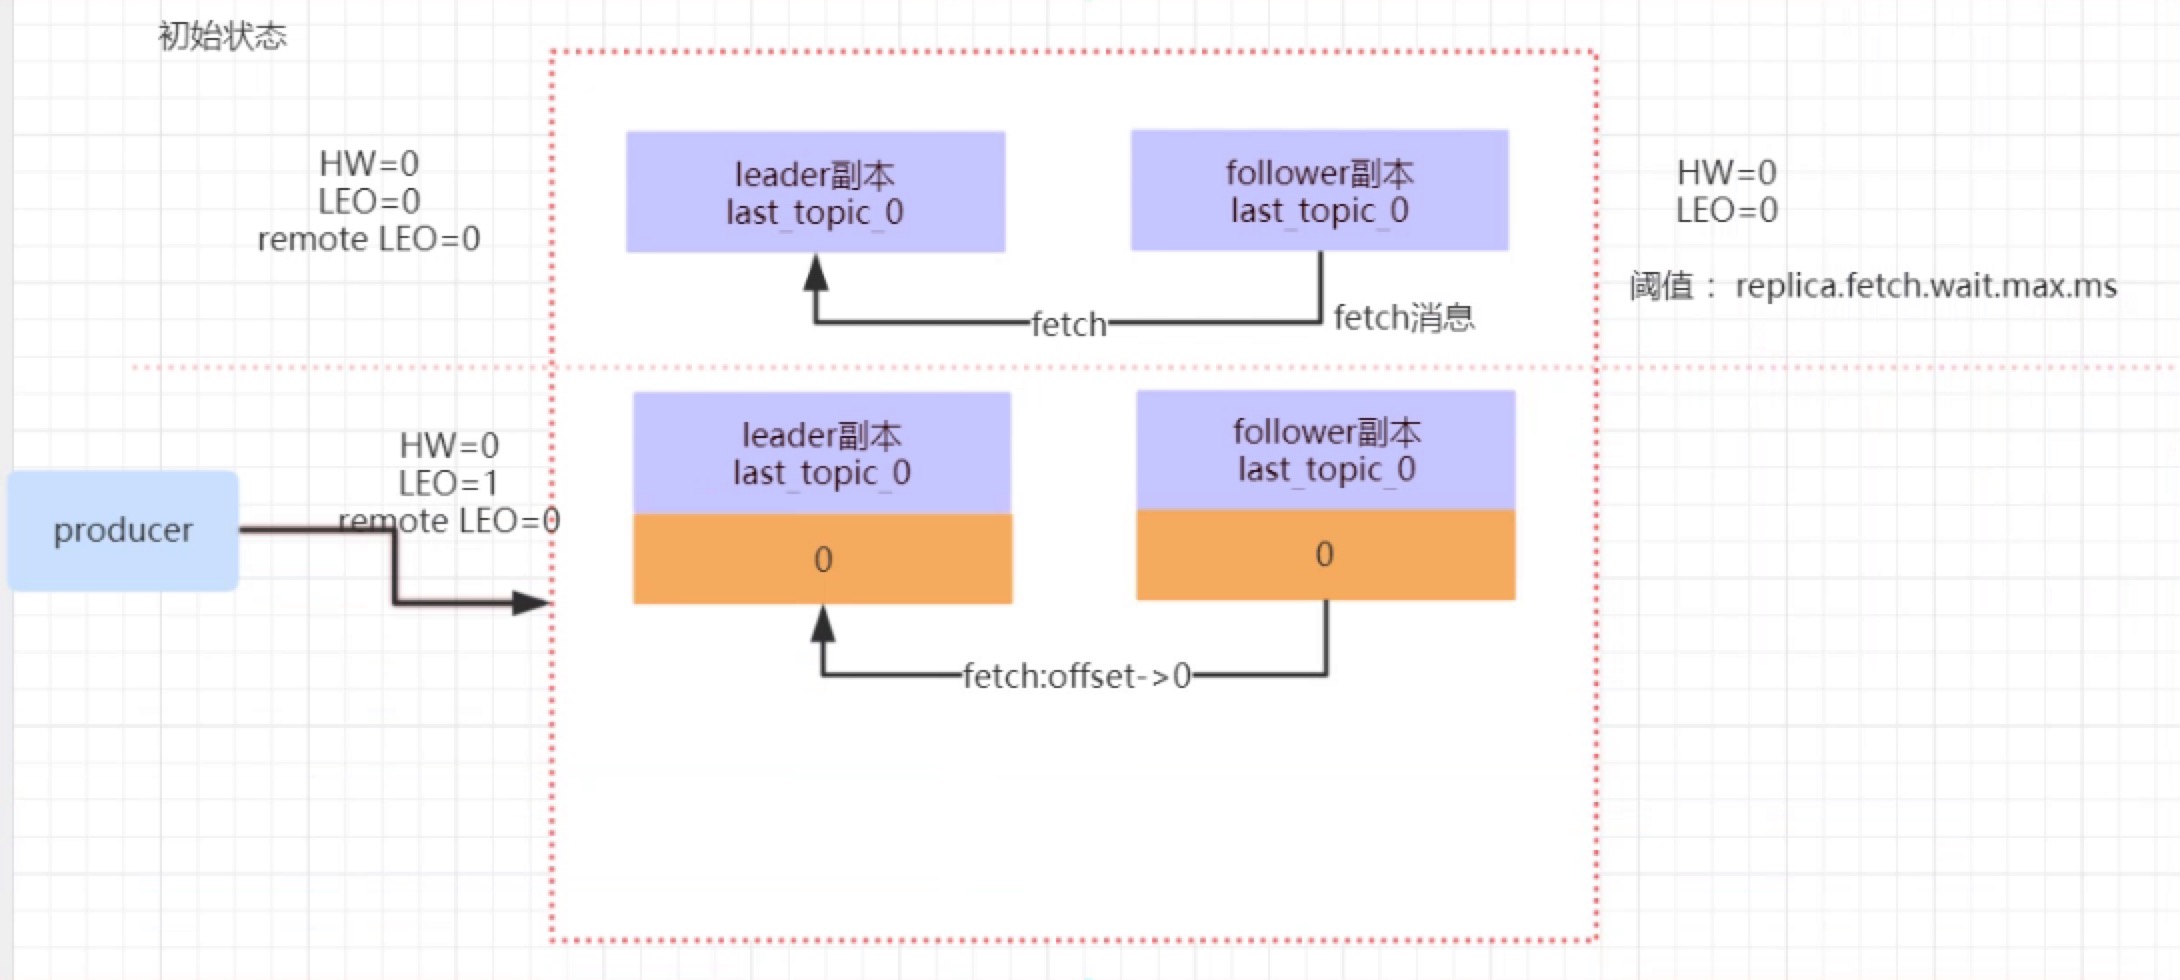 初始状态
HW=0
LEO=0
remote LEO=0
leader副本
last_topic_0
follower副本
last_topic_0
HW=0
LEO=0
阈值： replica.fetch.wait.max.ms
fetch
fetch消息
producer
HW=0
LEO=1
remote LEO=0
leader副本
last_topic_0
0
follower副本
last_topic_0
0
fetch:offset->0